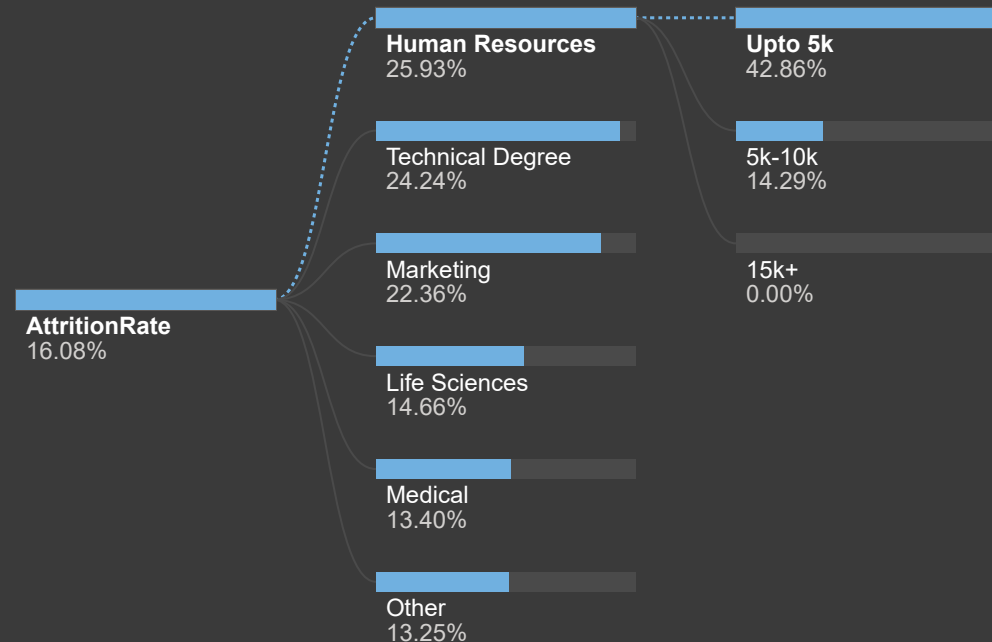 AttritionRate
16.08%
Human Resources
25.93%
Technical Degree
24.24%
Marketing
22.36%
Life Sciences
14.66%
Medical
13.40%
Other
13.25%
Upto 5k
42.86%
5k-10k
14.29%
15k+
0.00%